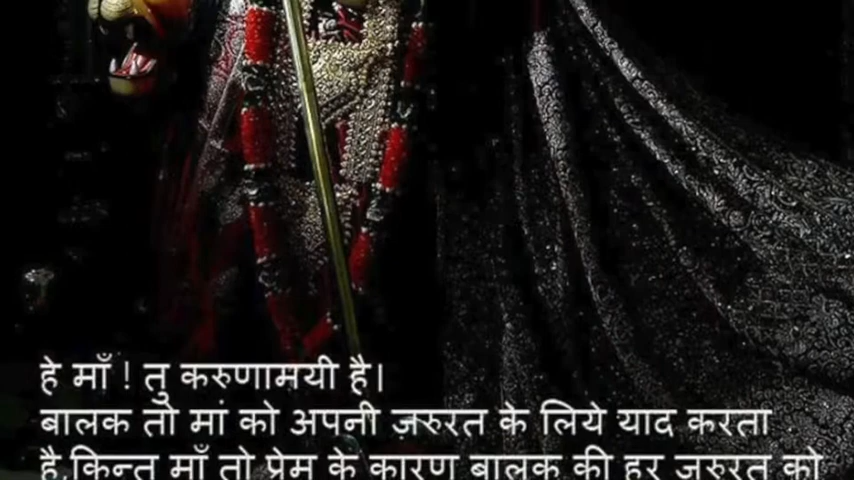 हे माँ ! तु करुणामयी है।
बालक तो मां को अपनी ज़रुरत के लिये याद करता
है,किन्तु माँ तो प्रेम के कारण बालक की हर जरुरत को